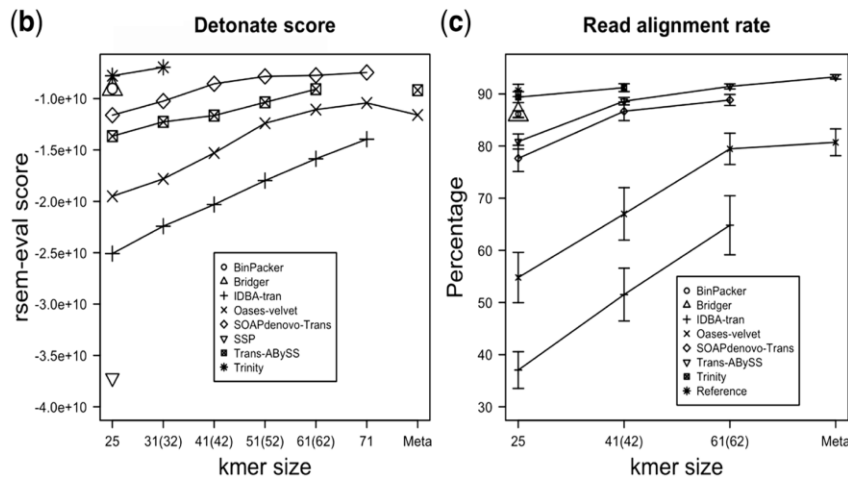 (b)
Detonate score
rsem-eval score
-1.0e+10
-1.5e+10
-2.0e+10
-2.5e+10
-3.0e+10
-3.5e+10
-4.0e+10
BinPacker
Bridger
IDBA-tran
Oases-velvet
SOAPdenovo-Trans
SSP
Trans-ABySS
Trinity
25 31(32) 41(42) 51(52) 61(62) 71 Meta
kmer size
(c)
Read alignment rate
Percentage
90
80
70
60
50
40
30
BinPacker
Bridger
IDBA-tran
Oases-velvet
SOAPdenovo-Trans
Trans-ABySS
Trinity
Reference
25 41(42) 61(62) Meta
kmer size